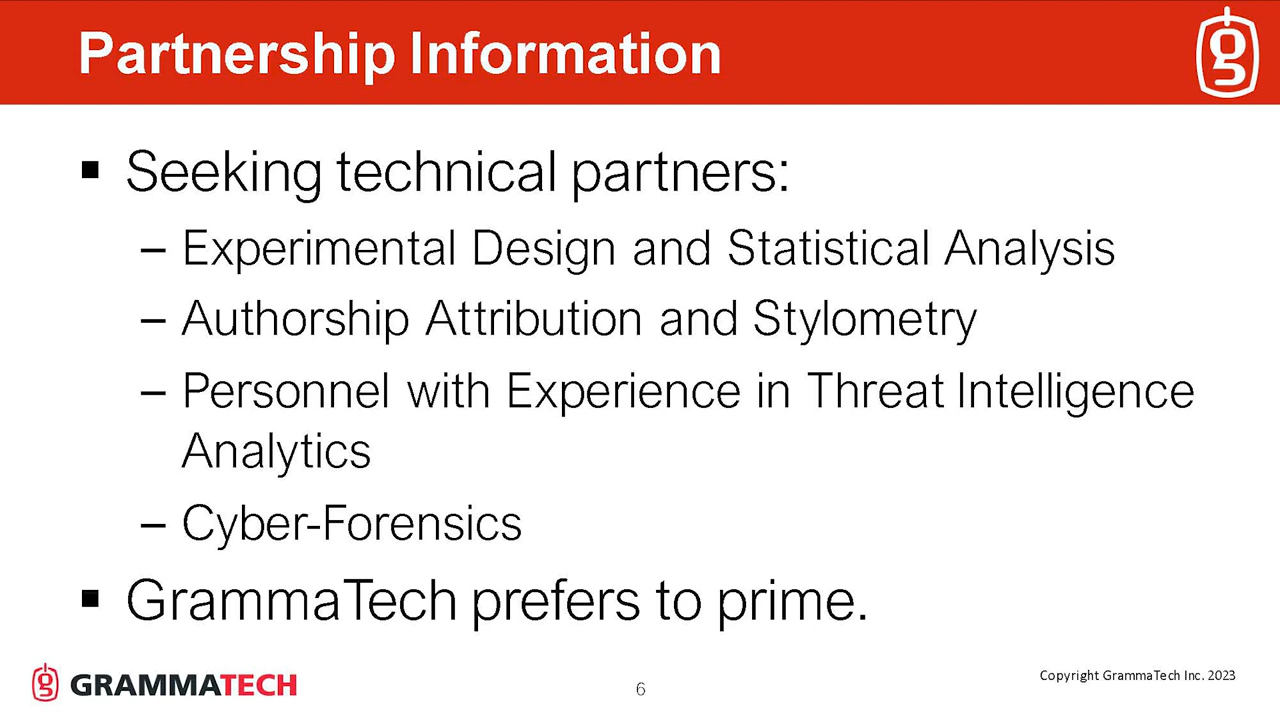 Partnership Information
▪ Seeking technical partners:
– Experimental Design and Statistical Analysis
– Authorship Attribution and Stylometry
– Personnel with Experience in Threat Intelligence
Analytics
– Cyber-Forensics
▪ GrammaTech prefers to prime.
GRAMMATECH
6
Copyright GrammaTech Inc. 2023